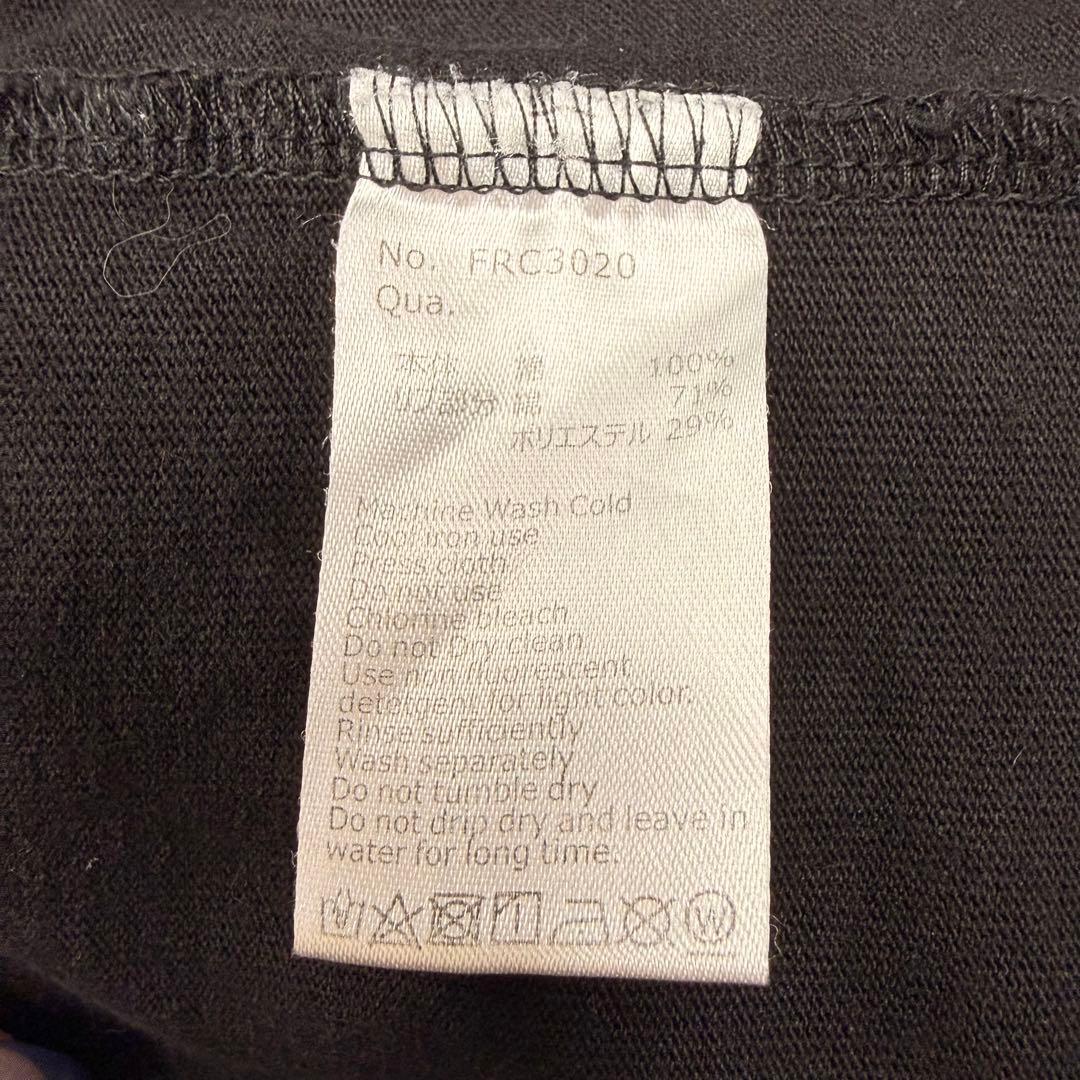 No. FRC3020
Qua.
本体 綿 100%
リブ部分 綿 71%
ポリエステル 29%
Machine Wash Cold
Cool iron use
Press cloth
Do not use
Chlorine bleach
Do not Dry clean
Use non fluorescent
detetgent for light color.
Rinse sufficiently
Wash separately
Do not tumble dry
Do not drip dry and leave in
water for long time.
W